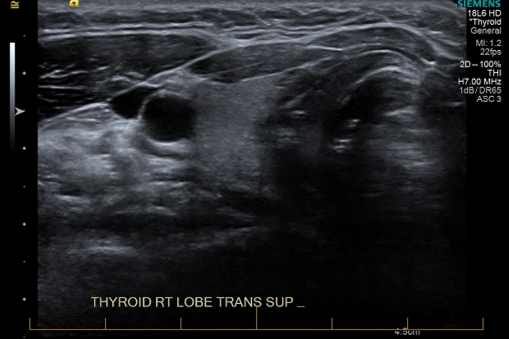 SIEMENS
18L6 HD
"Thyroid
General
MI: 1.2
22fps
2D--100%
THI
H7.00 MHz
1dB/DR65
ASC 3
THYROID RT LOBE TRANS SUP _
4.5cm